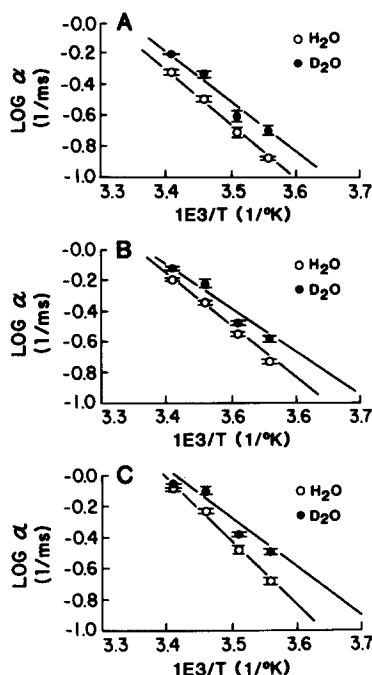 A
LOG α
(1/ms)
-0.0
-0.2
-0.4
-0.6
-0.8
-1.0
○ H₂O
● D₂O
3.3 3.4 3.5 3.6 3.7
1E3/T (1/°K)
B
LOG α
(1/ms)
-0.0
-0.2
-0.4
-0.6
-0.8
-1.0
○ H₂O
● D₂O
3.3 3.4 3.5 3.6 3.7
1E3/T (1/°K)
C
LOG α
(1/ms)
-0.0
-0.2
-0.4
-0.6
-0.8
-1.0
○ H₂O
● D₂O
3.3 3.4 3.5 3.6 3.7
1E3/T (1/°K)